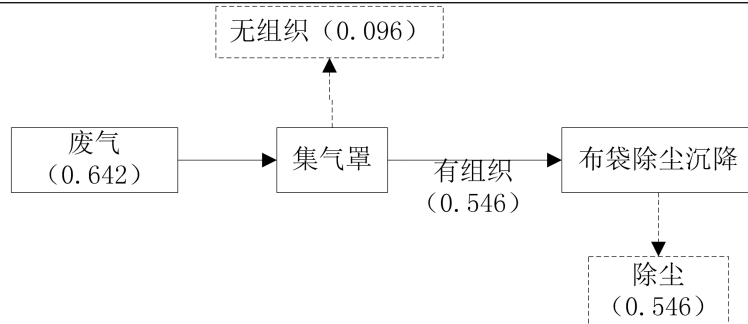 无组织（0.096）
废气
（0.642）
集气罩
有组织
（0.546）
布袋除尘沉降
除尘
（0.546）